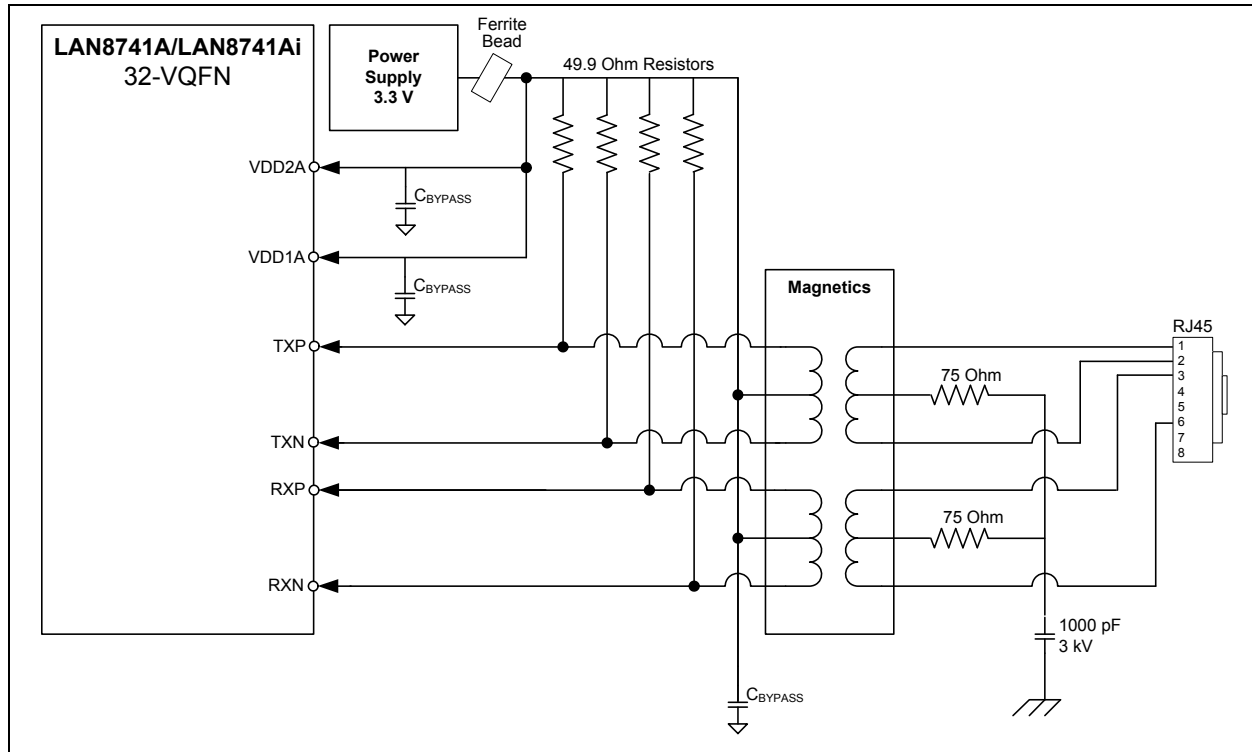 LAN8741A/LAN8741Ai
32-VQFN
Power
Supply
3.3 V
Ferrite
Bead
49.9 Ohm Resistors
VDD2A
CBYPASS
VDD1A
CBYPASS
Magnetics
RJ45
TXP
1
2
3
4
5
6
7
8
75 Ohm
TXN
RXP
75 Ohm
RXN
1000 pF
3 kV
CBYPASS